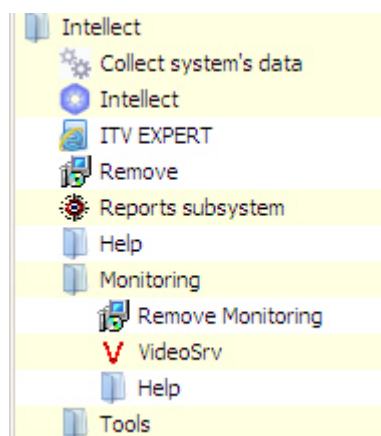 Intellect
Collect system's data
Intellect
ITV EXPERT
Remove
Reports subsystem
Help
Monitoring
Remove Monitoring
VideoSrv
Help
Tools